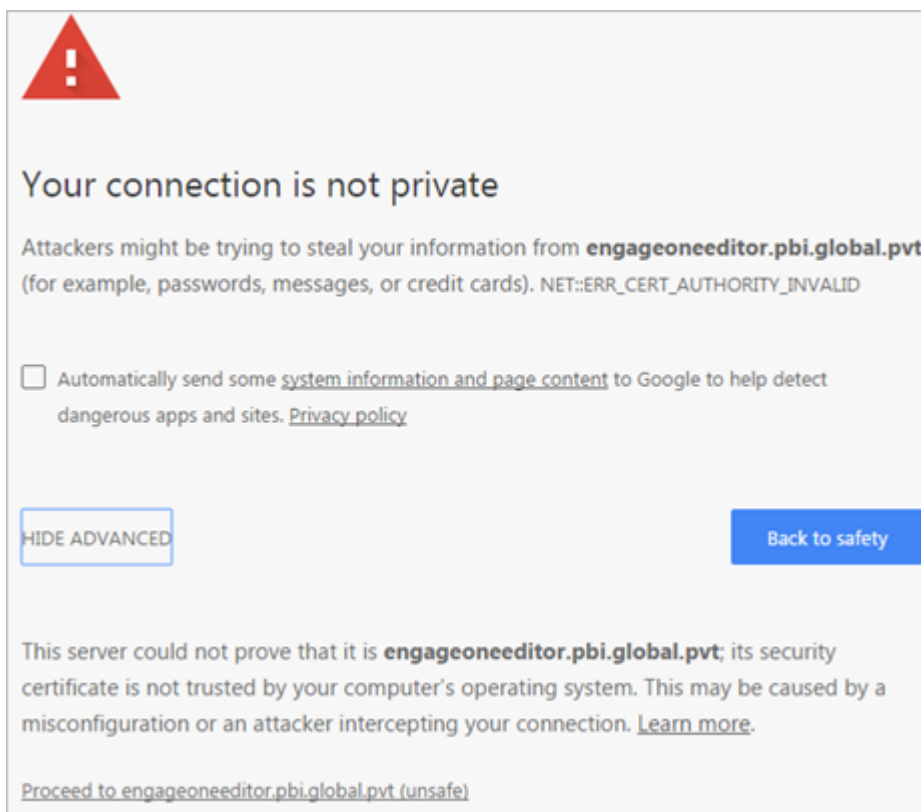 Your connection is not private
Attackers might be trying to steal your information from engageoneeditor.pbi.global.pvt
(for example, passwords, messages, or credit cards). NET::ERR_CERT_AUTHORITY_INVALID
Automatically send some system information and page content to Google to help detect
dangerous apps and sites. Privacy policy
HIDE ADVANCED
Back to safety
This server could not prove that it is engageoneeditor.pbi.global.pvt; its security
certificate is not trusted by your computer's operating system. This may be caused by a
misconfiguration or an attacker intercepting your connection. Learn more.
Proceed to engageoneeditor.pbi.global.pvt (unsafe)